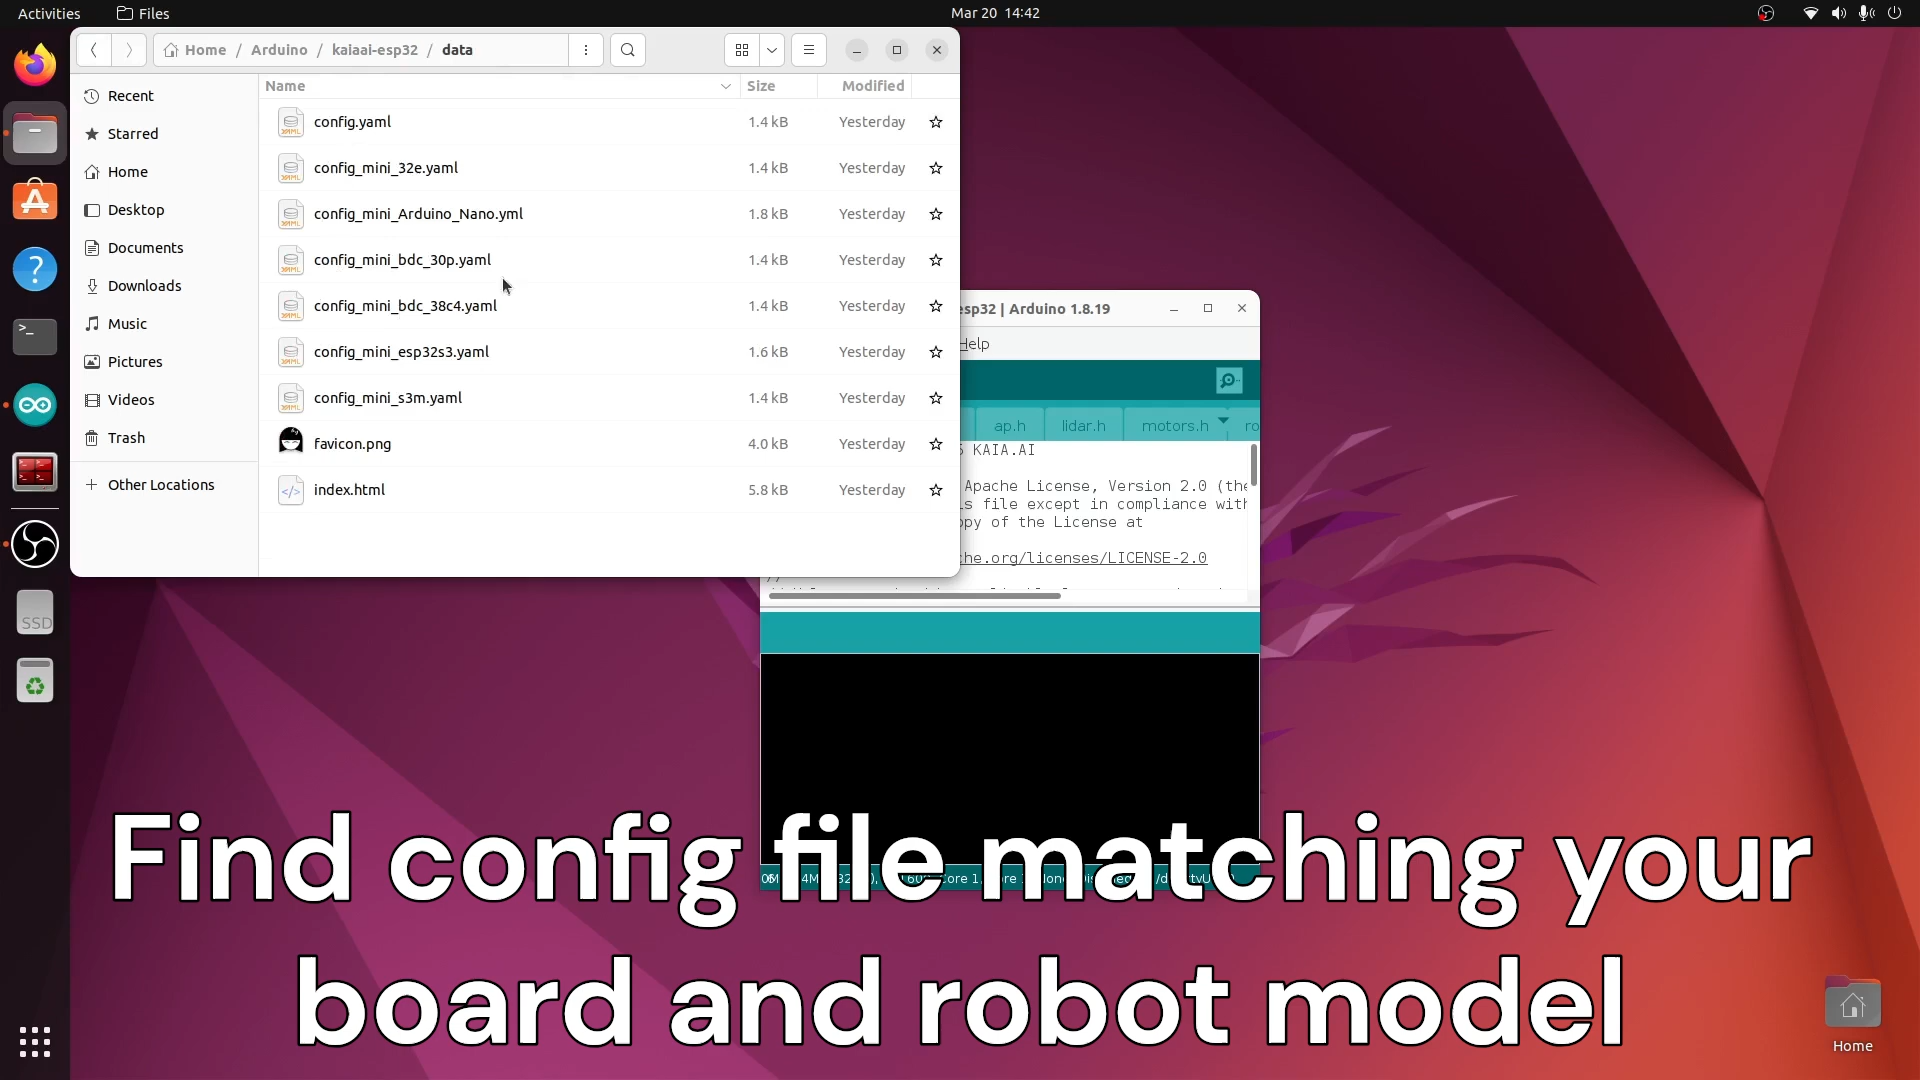 Activities
Files
Mar 20 14:42
Home / Arduino / kaiaai-esp32 / data
Name
Size
Modified
Recent
Starred
Home
Desktop
Documents
Downloads
Music
Pictures
Videos
Trash
Other Locations
config.yaml 1.4 kB Yesterday
config_mini_32e.yaml 1.4 kB Yesterday
config_mini_Arduino_Nano.yml 1.8 kB Yesterday
config_mini_bdc_30p.yaml 1.4 kB Yesterday
config_mini_bdc_38c4.yaml 1.4 kB Yesterday
config_mini_esp32s3.yaml 1.6 kB Yesterday
config_mini_s3m.yaml 1.4 kB Yesterday
favicon.png 4.0 kB Yesterday
index.html 5.8 kB Yesterday
esp32 | Arduino 1.8.19
Help
ap.h
lidar.h
motors.h
ro
KAIA.AI
Apache License, Version 2.0 (the
s file except in compliance with
opy of the License at
che.org/licenses/LICENSE-2.0
//
SSD
Find config file matching your
board and robot model
Home